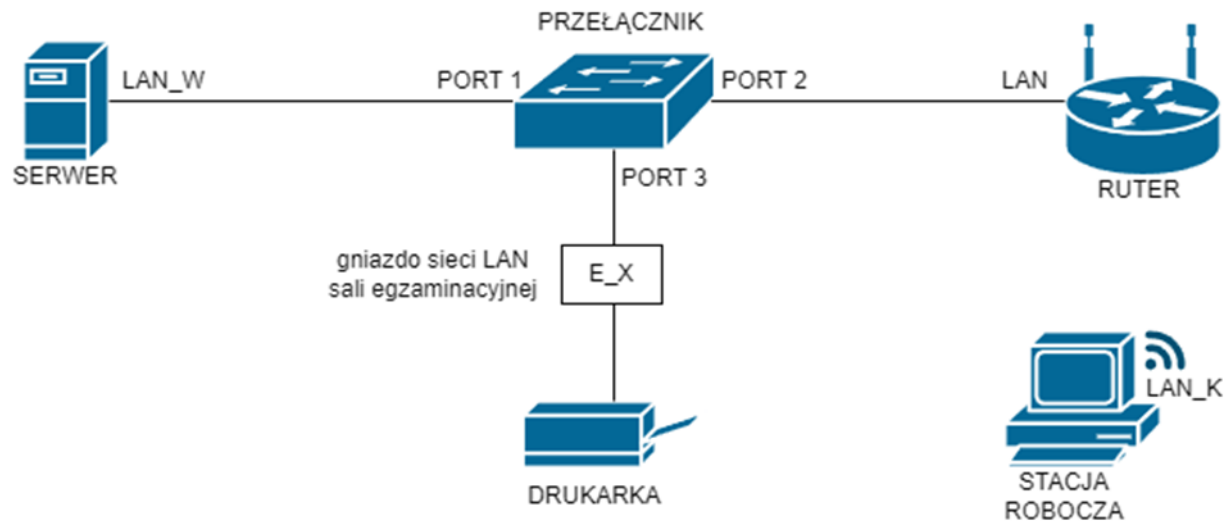 PRZEŁĄCZNIK
LAN_W
PORT 1
PORT 2
LAN
SERWER
PORT 3
RUTER
gniazdo sieci LAN
sali egzaminacyjnej
E_X
LAN_K
DRUKARKA
STACJA
ROBOCZA